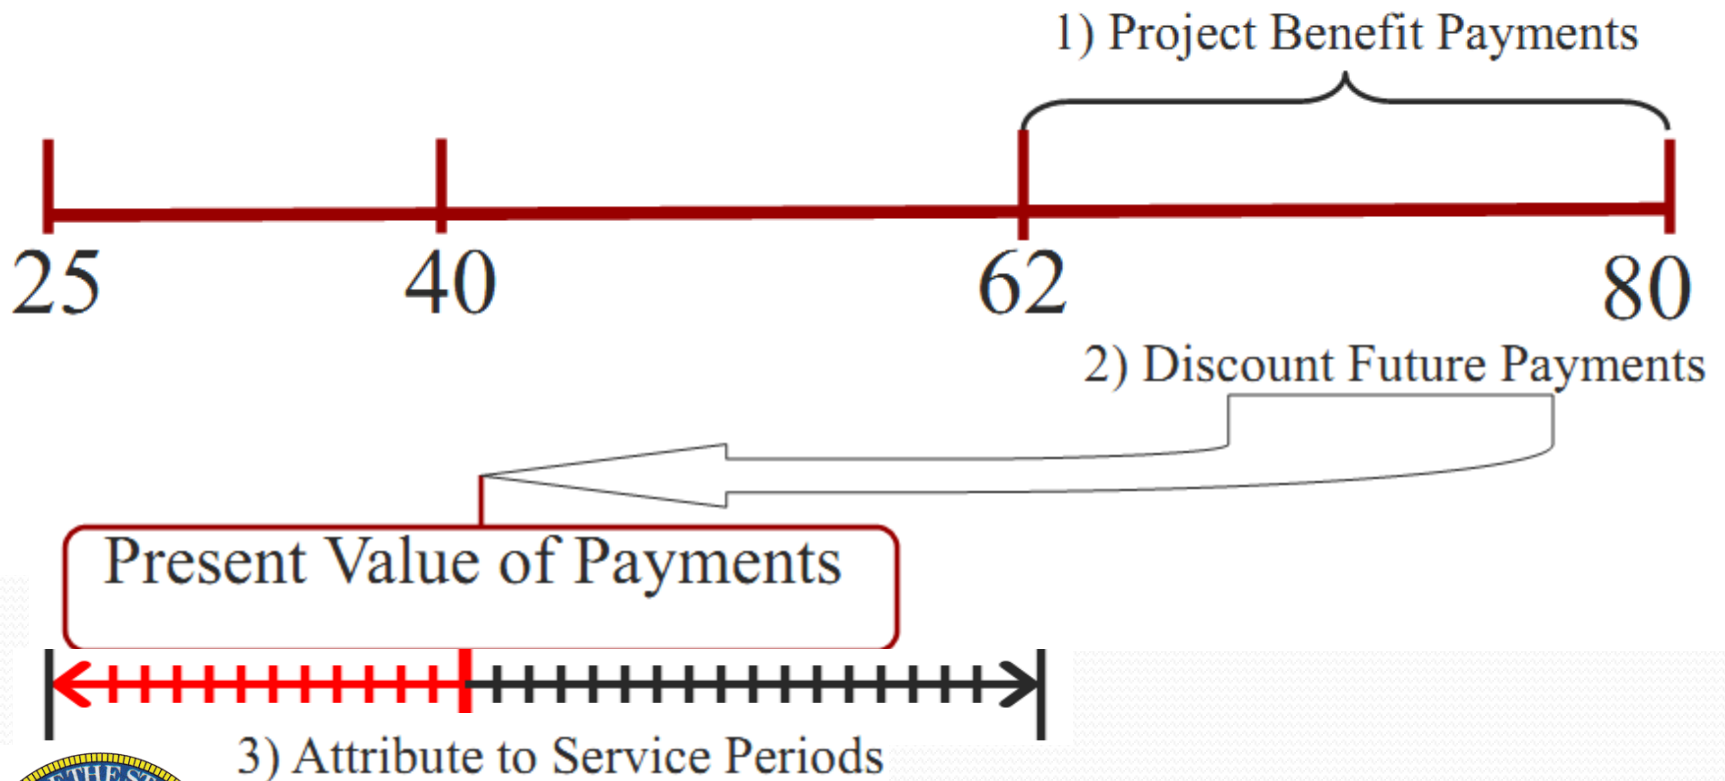 1) Project Benefit Payments
25 40 62 80
2) Discount Future Payments
Present Value of Payments
3) Attribute to Service Periods
THE